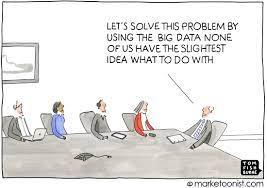 LET'S SOLVE THIS PROBLEM BY
USING THE BIG DATA NONE
OF US HAVE THE SLIGHTEST
IDEA WHAT TO DO WITH
TOM
FISH
BURNE
© marketoonist.com